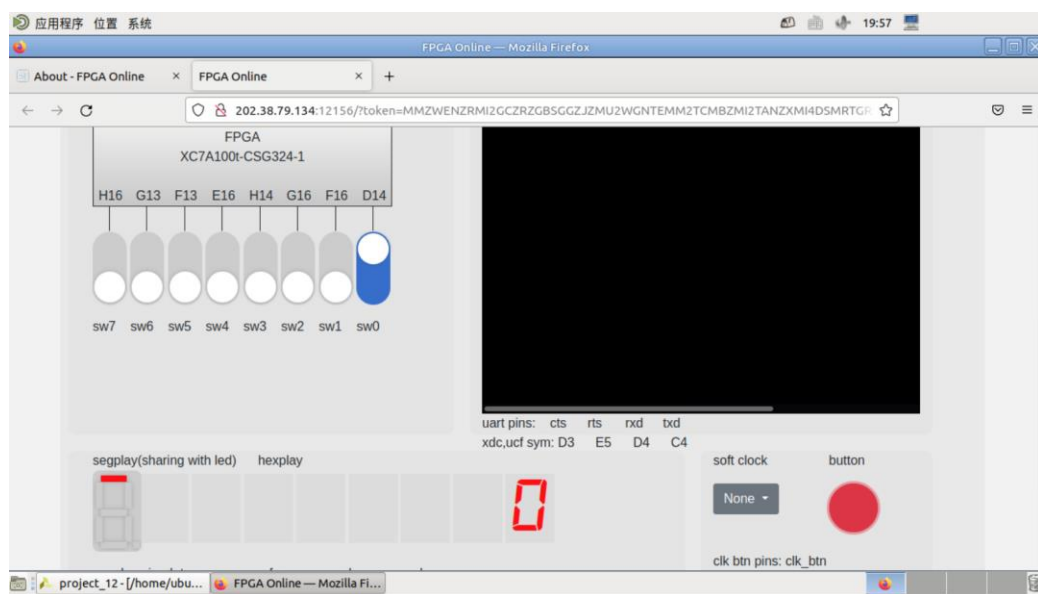 应用程序 位置 系统 19:57
FPGA Online — Mozilla Firefox
About - FPGA Online × FPGA Online × +
202.38.79.134:12156/?token=MMZWENZRMI2GCZRZGBSGGZJZMU2WGNTEMM2TCMBZMI2TANZXMI4DSMRTGR
FPGA
XC7A100t-CSG324-1
H16 G13 F13 E16 H14 G16 F16 D14
sw7 sw6 sw5 sw4 sw3 sw2 sw1 sw0
uart pins: cts rts rxd txd
xdc,ucf sym: D3 E5 D4 C4
segplay(sharing with led) hexplay
0
soft clock button
None
clk btn pins: clk_btn
project_12 - [/home/ubu... FPGA Online — Mozilla Fi...